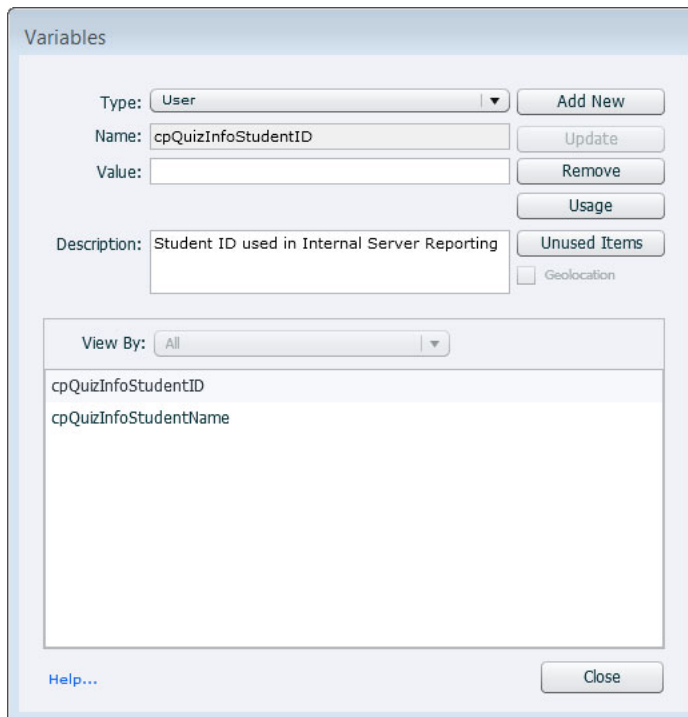 Variables
Type: User Add New
Name: cpQuizInfoStudentID Update
Value: Remove
Usage
Description: Student ID used in Internal Server Reporting Unused Items
Geolocation
View By: All
cpQuizInfoStudentID
cpQuizInfoStudentName
Help... Close